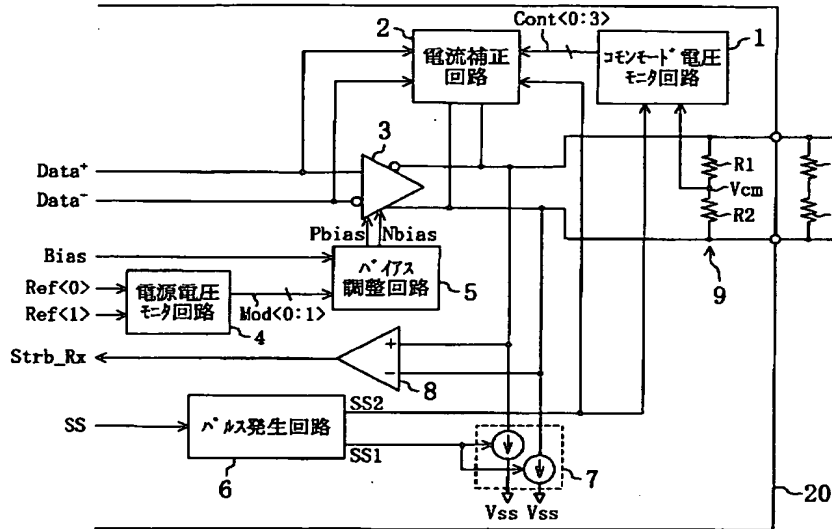 2
Cont<0:3>
1
電流補正
回路
コモンモード電圧
モニタ回路
3
Data+
Data-
R1
Vcm
R2
9
Pbias
Nbias
Bias
バイアス
調整回路
5
Ref<0>
Ref<1>
電源電圧
モニタ回路
4
Mod<0:1>
Strb_Rx
+
-
8
SS
パルス発生回路
6
SS2
SS1
7
20
Vss
Vss